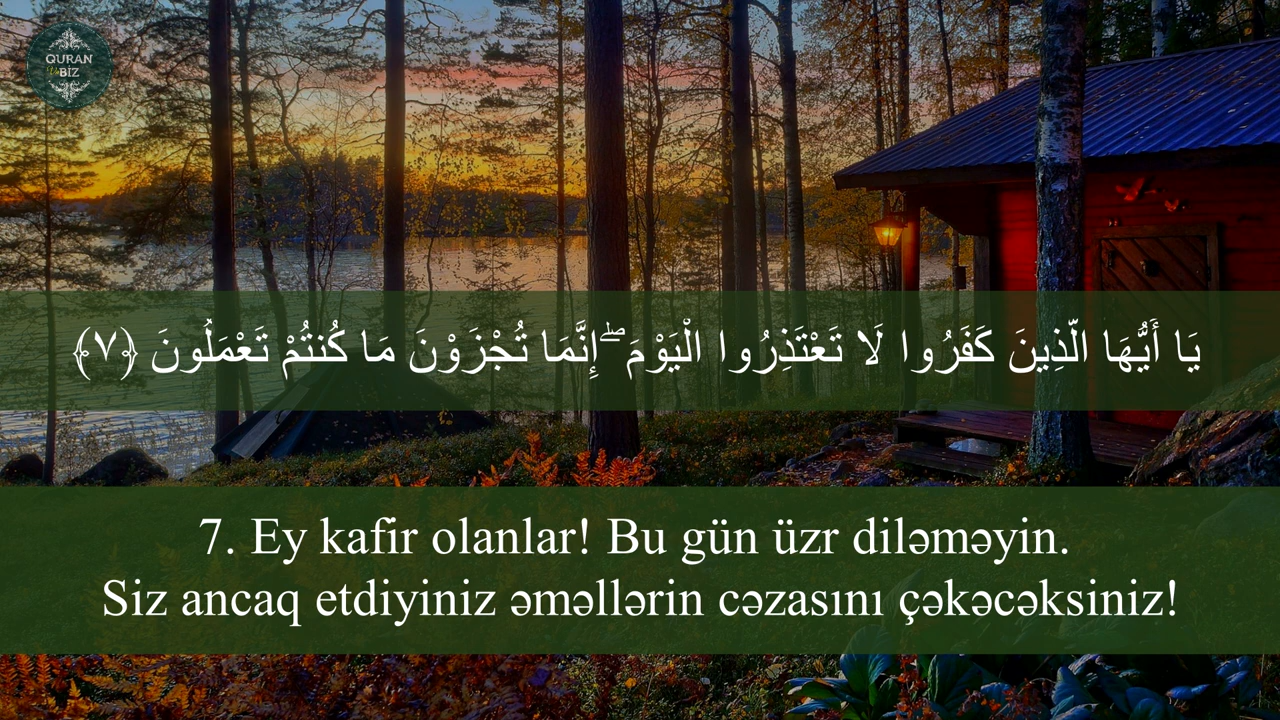 QURAN
Və
BİZ
يَا أَيُّهَا الَّذِينَ كَفَرُوا لَا تَعْتَذِرُوا الْيَوْمَ ۖ إِنَّمَا تُجْزَوْنَ مَا كُنتُمْ تَعْمَلُونَ ﴿٧﴾
7. Ey kafir olanlar! Bu gün üzr diləməyin.
Siz ancaq etdiyiniz əməllərin cəzasını çəkəcəksiniz!